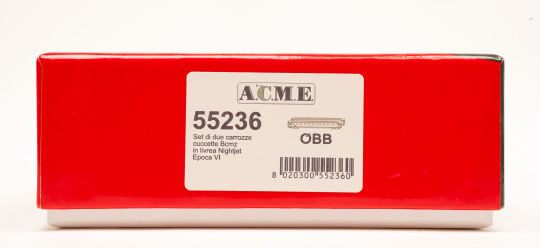 A.C.M.E.
55236
Set di due carrozze
cuccette Bcmz
in livrea Nightjet
Epoca VI
ÖBB
8 020300 552360